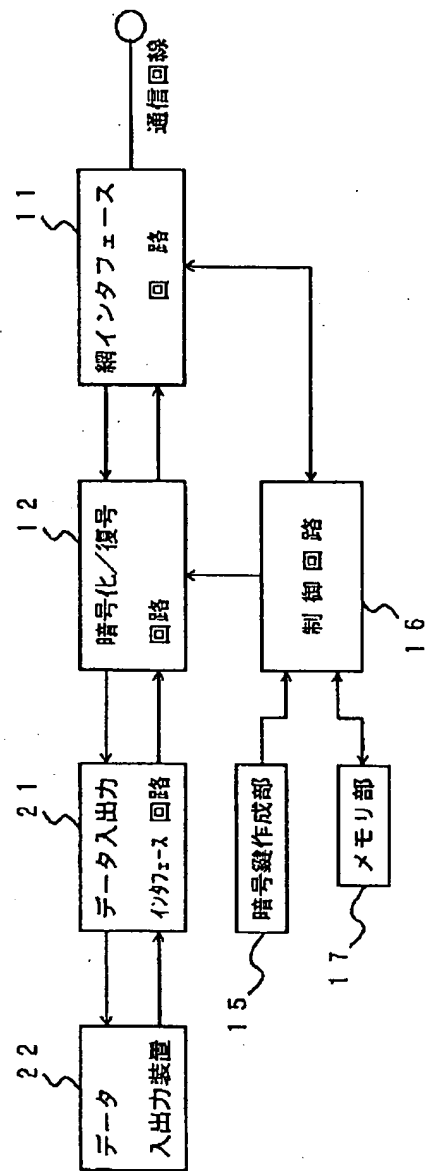 22
データ
入出力装置
21
データ入出力
インタフェース 回路
12
暗号化/復号
回路
11
網インタフェース
回 路
通信回線
15
暗号鍵作成部
17
メモリ部
制 御 回 路
16